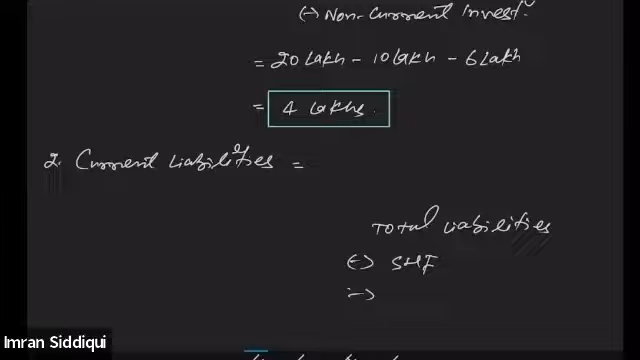 (-) Non-Current Invest.
= 20 Lakh - 10 Lakh - 6 Lakh
= 4 Lakhs.
2. Current Liabilities =
Total Liabilities
(-) SHF
(-)
Imran Siddiqui